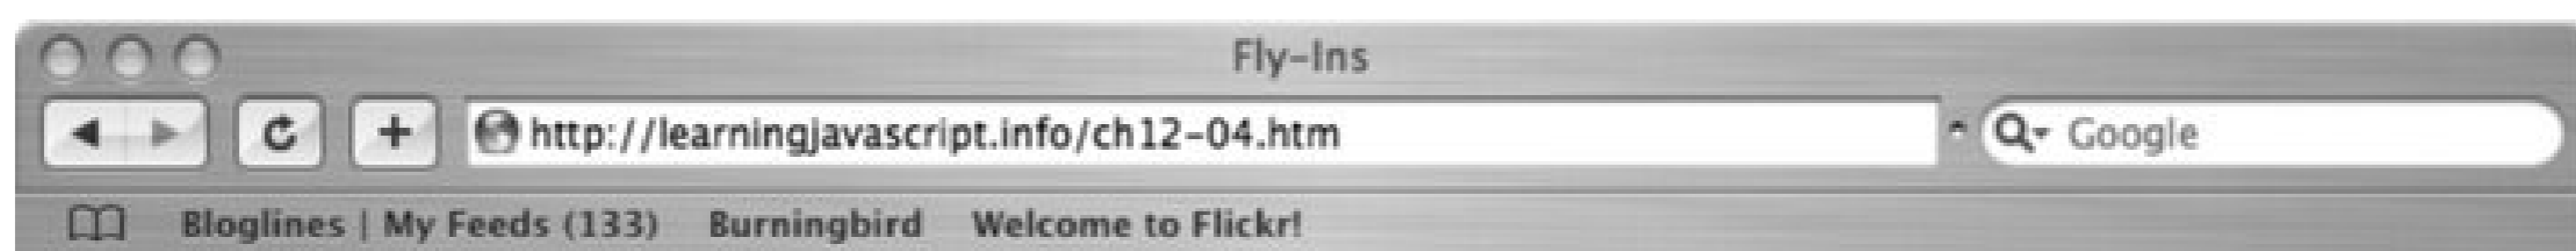 Fly-Ins
http://learningjavascript.info/ch12-04.htm
Google
Bloglines | My Feeds (133) Burningbird Welcome to Flickr!